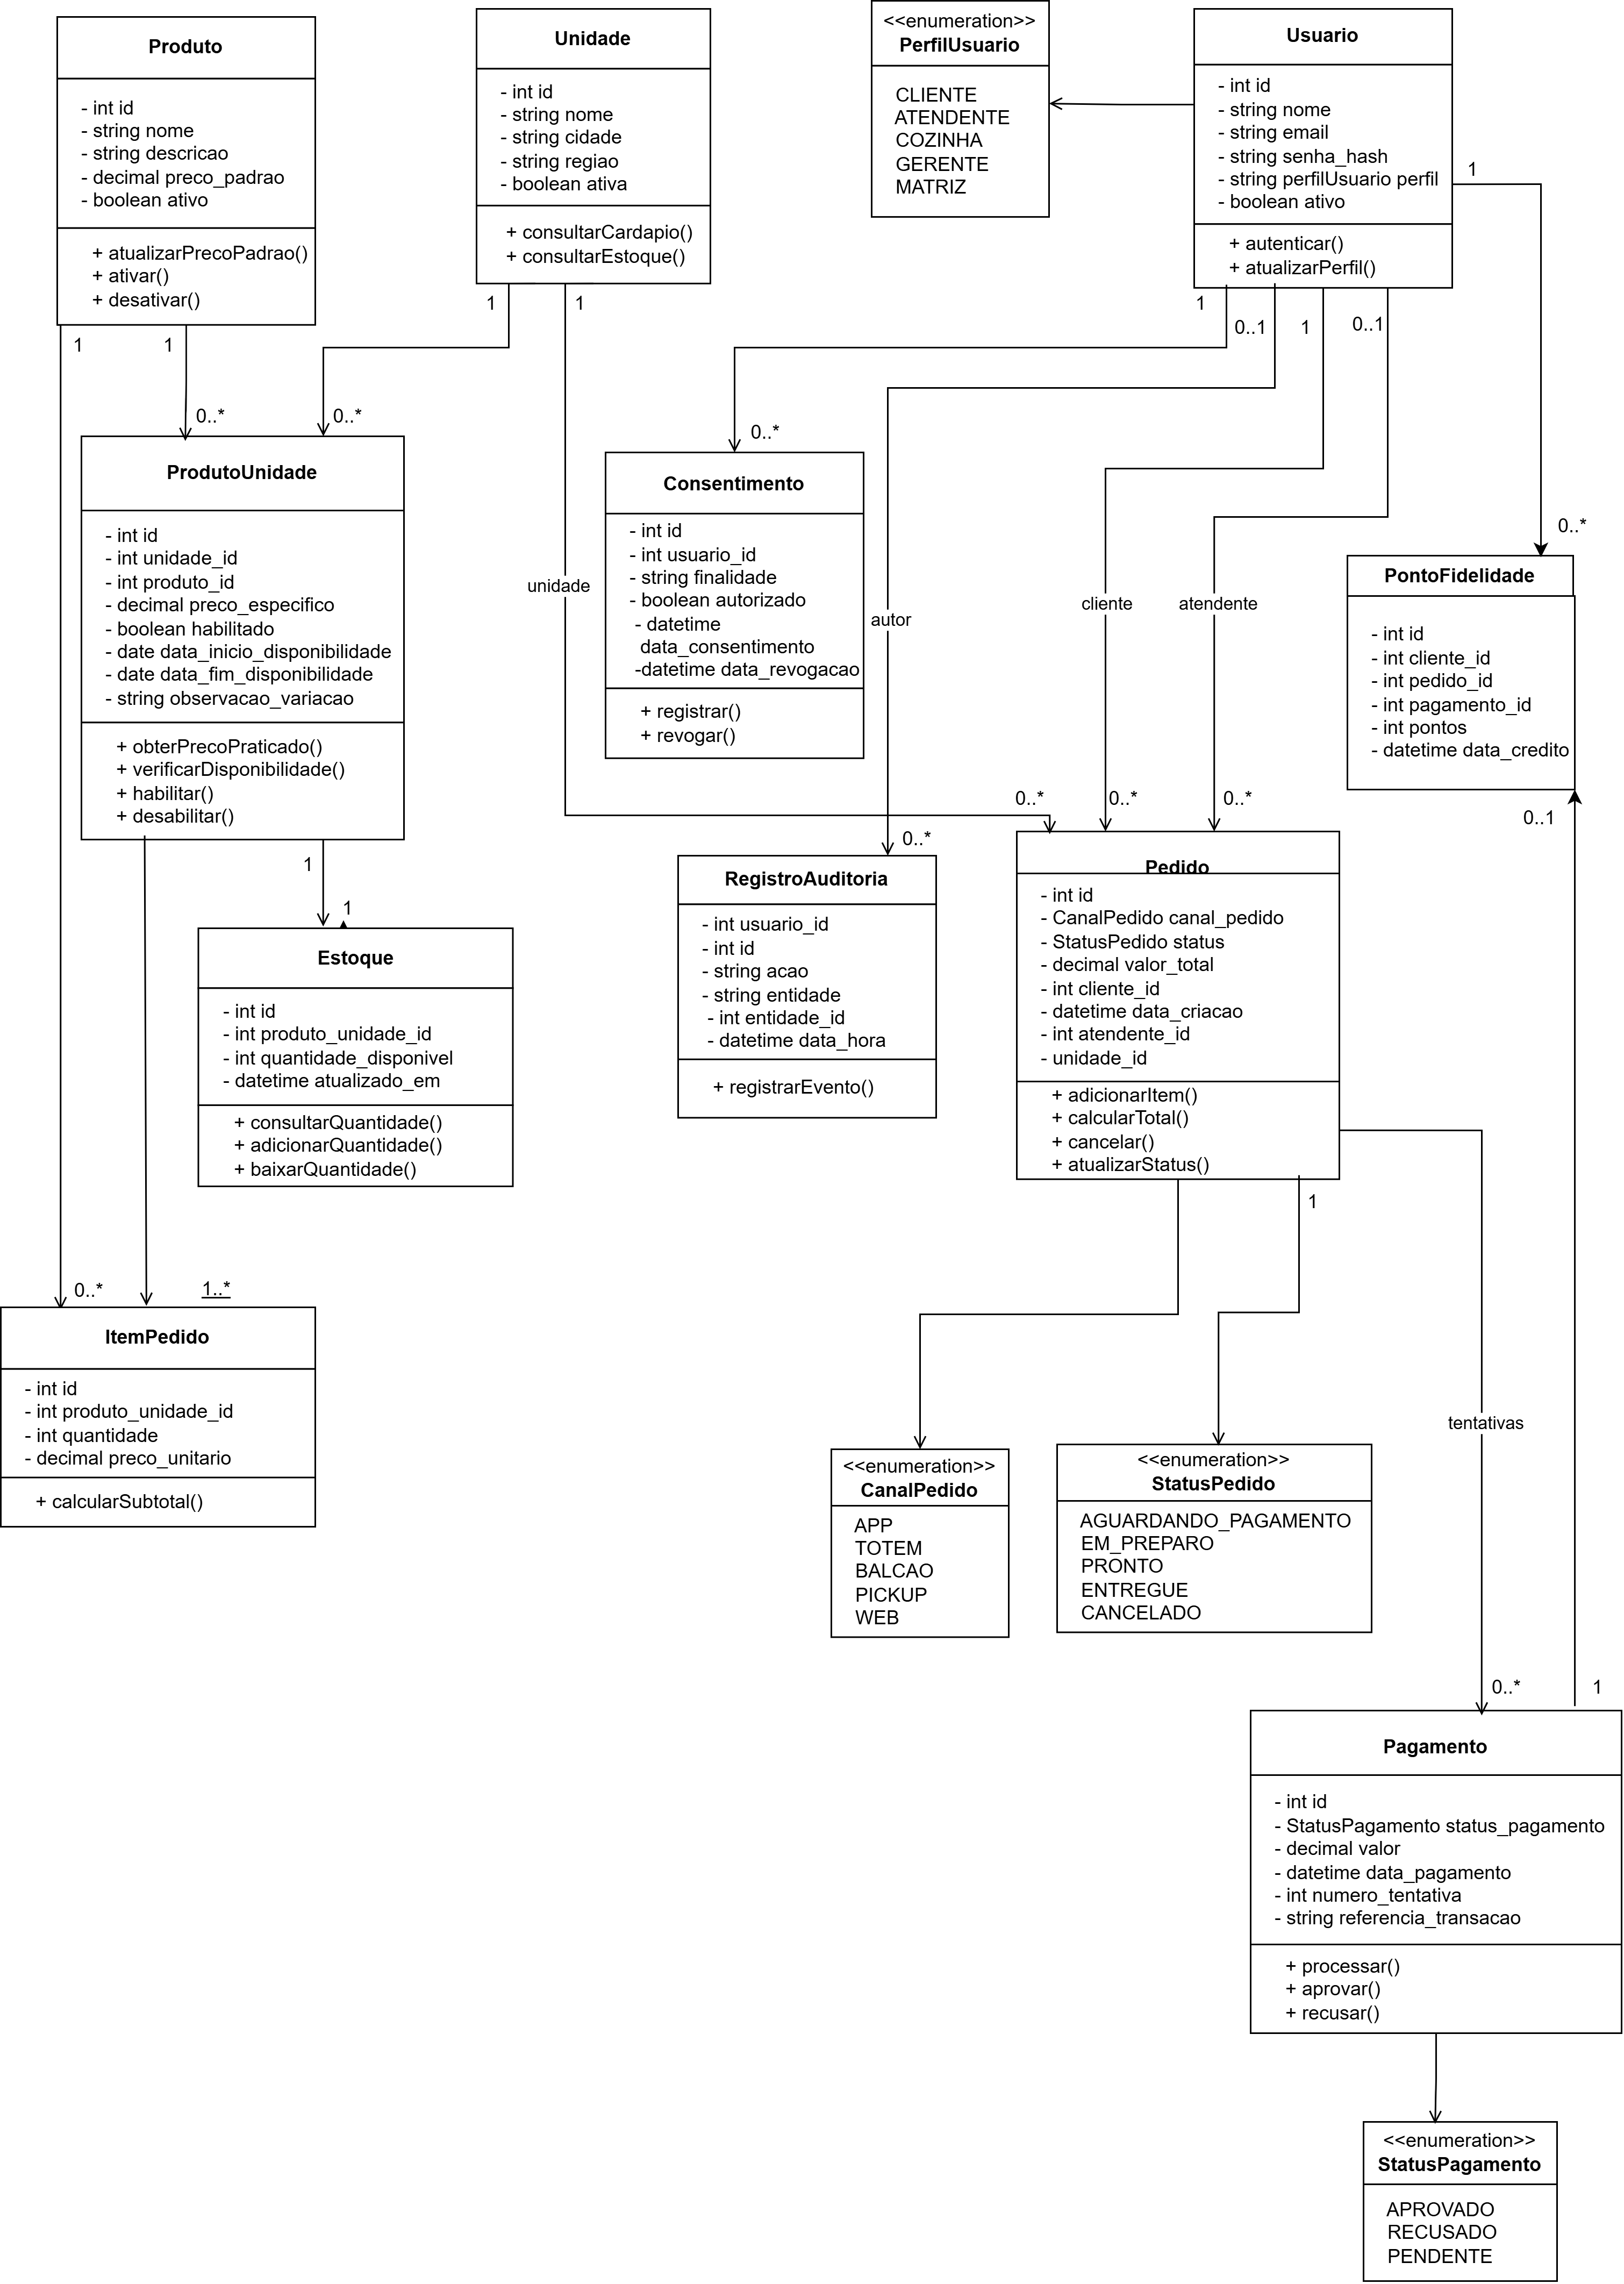 Produto
- int id
- string nome
- string descricao
- decimal preco_padrao
- boolean ativo
+ atualizarPrecoPadrao()
+ ativar()
+ desativar()
1
1
Unidade
- int id
- string nome
- string cidade
- string regiao
- boolean ativa
+ consultarCardapio()
+ consultarEstoque()
1
1
<<enumeration>>
PerfilUsuario
CLIENTE
ATENDENTE
COZINHA
GERENTE
MATRIZ
Usuario
- int id
- string nome
- string email
- string senha_hash
- string perfilUsuario perfil
- boolean ativo
+ autenticar()
+ atualizarPerfil()
1
1
0..1
1
0..1
0..*
0..*
ProdutoUnidade
- int id
- int unidade_id
- int produto_id
- decimal preco_especifico
- boolean habilitado
- date data_inicio_disponibilidade
- date data_fim_disponibilidade
- string observacao_variacao
+ obterPrecoPraticado()
+ verificarDisponibilidade()
+ habilitar()
+ desabilitar()
1
1
unidade
0..*
Consentimento
- int id
- int usuario_id
- string finalidade
- boolean autorizado
- datetime
data_consentimento
-datetime data_revogacao
+ registrar()
+ revogar()
autor
cliente
atendente
0..*
PontoFidelidade
- int id
- int cliente_id
- int pedido_id
- int pagamento_id
- int pontos
- datetime data_credito
0..1
0..*
0..*
0..*
0..*
Estoque
- int id
- int produto_unidade_id
- int quantidade_disponivel
- datetime atualizado_em
+ consultarQuantidade()
+ adicionarQuantidade()
+ baixarQuantidade()
RegistroAuditoria
- int usuario_id
- int id
- string acao
- string entidade
- int entidade_id
- datetime data_hora
+ registrarEvento()
Pedido
- int id
- CanalPedido canal_pedido
- StatusPedido status
- decimal valor_total
- int cliente_id
- datetime data_criacao
- int atendente_id
- unidade_id
+ adicionarItem()
+ calcularTotal()
+ cancelar()
+ atualizarStatus()
1
0..*
1..*
ItemPedido
- int id
- int produto_unidade_id
- int quantidade
- decimal preco_unitario
+ calcularSubtotal()
tentativas
<<enumeration>>
CanalPedido
APP
TOTEM
BALCAO
PICKUP
WEB
<<enumeration>>
StatusPedido
AGUARDANDO_PAGAMENTO
EM_PREPARO
PRONTO
ENTREGUE
CANCELADO
0..*
1
Pagamento
- int id
- StatusPagamento status_pagamento
- decimal valor
- datetime data_pagamento
- int numero_tentativa
- string referencia_transacao
+ processar()
+ aprovar()
+ recusar()
<<enumeration>>
StatusPagamento
APROVADO
RECUSADO
PENDENTE